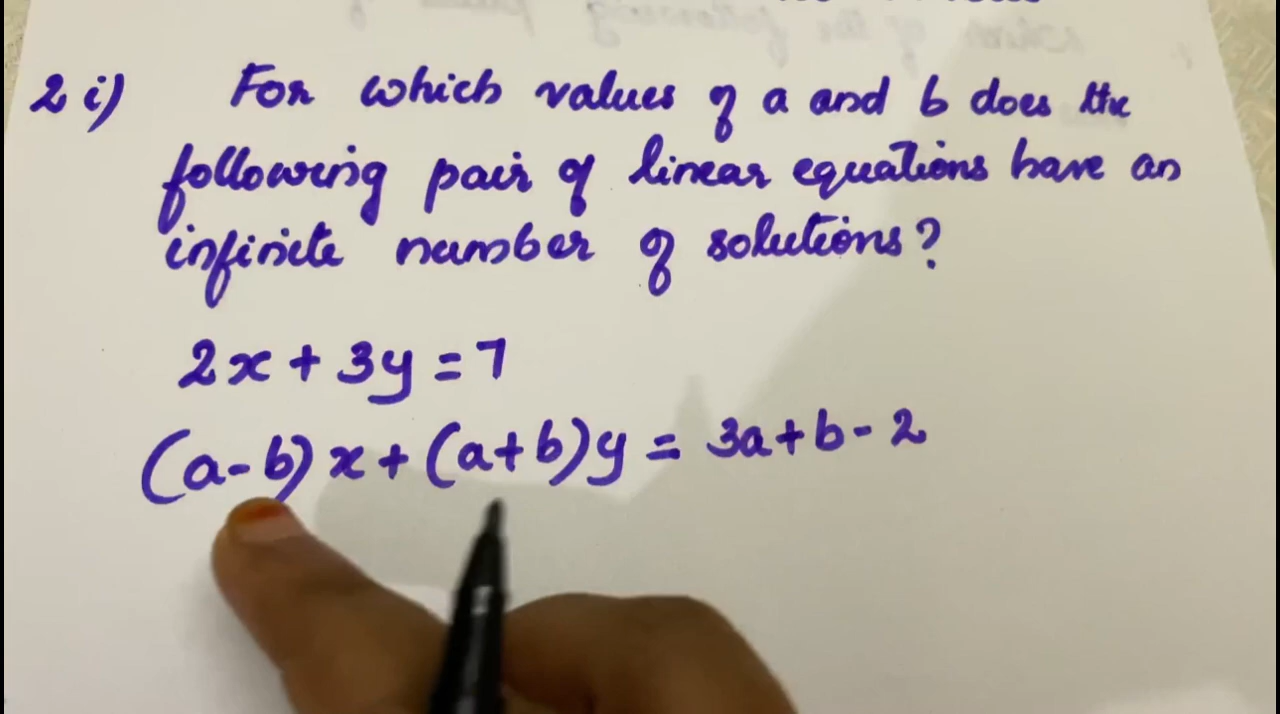 2 i) For which values of a and b does the
following pair of linear equations have an
infinite number of solutions?
2x + 3y = 7
(a-b) x + (a+b) y = 3a+b-2